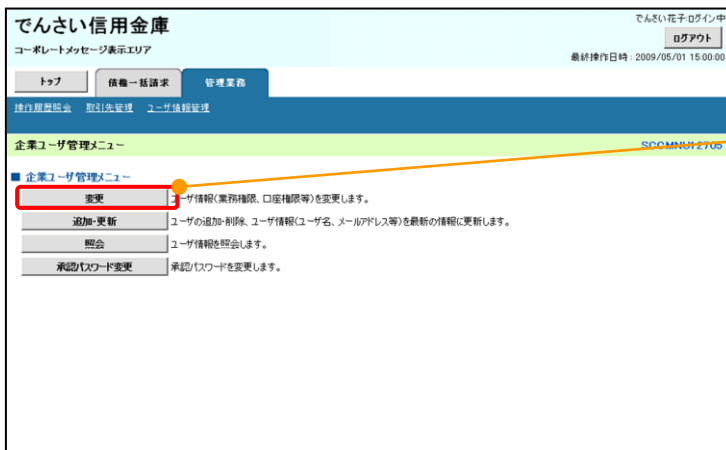 でんさい信用金庫
でんさい花子:ログイン中
ログアウト
コーポレートメッセージ表示エリア
最終操作日時：2009/05/01 15:00:00
トップ 債権一括請求 管理業務
操作履歴照会 取引先管理 ユーザ情報管理
企業ユーザ管理メニュー SCCMNU12705
■ 企業ユーザ管理メニュー
変更 ユーザ情報(業務権限、口座権限等)を変更します。
追加・更新 ユーザの追加・削除、ユーザ情報(ユーザ名、メールアドレス等)を最新の情報に更新します。
照会 ユーザ情報を照会します。
承認パスワード変更 承認パスワードを変更します。